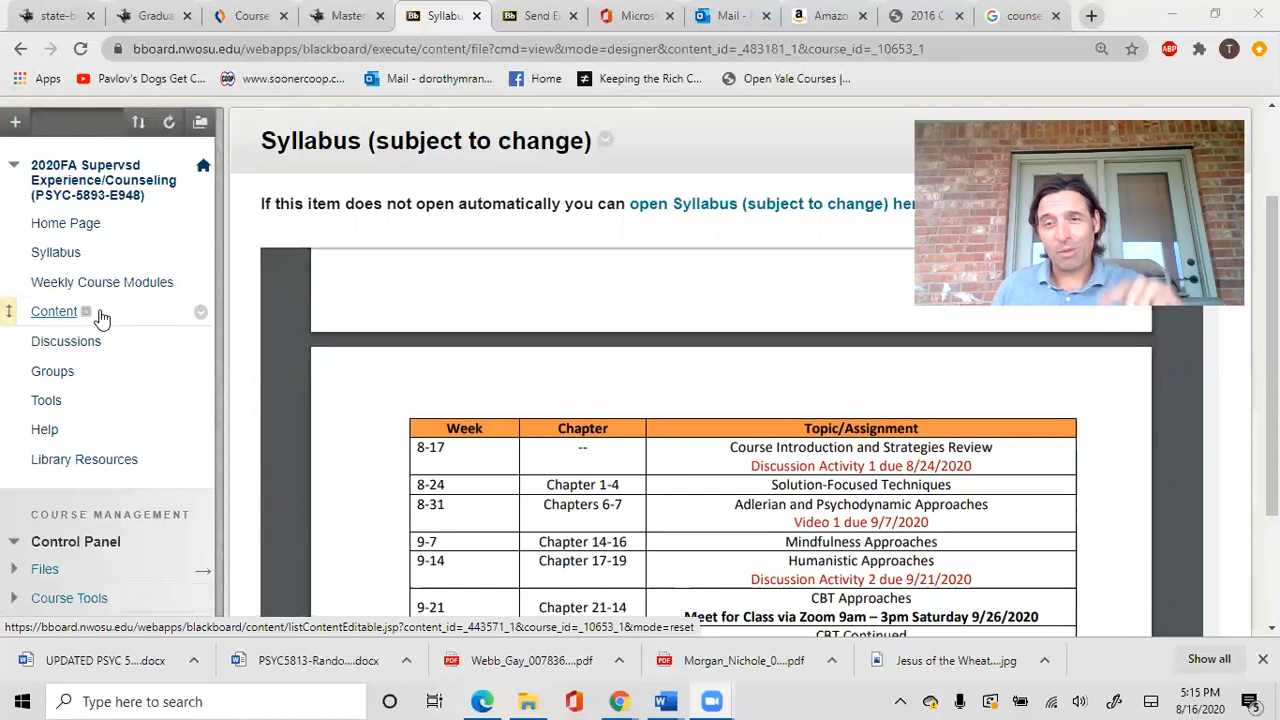 state-b
Gradua
Course
Master
Syllabu
Send E
Micros
Mail - 
Amazo
2016 C
counse
bboard.nwosu.edu/webapps/blackboard/execute/content/file?cmd=view&mode=designer&content_id=_483181_1&course_id=_10653_1
ABP
T
Apps
Pavlov's Dogs Get C...
www.sommercoop....
Mail - dorothymran...
Home
Keeping the Rich C...
Open Yale Courses |...
2020FA Supervsd
Experience/Counseling
(PSYC-5893-E948)
Home Page
Syllabus
Weekly Course Modules
Content
Discussions
Groups
Tools
Help
Library Resources
COURSE MANAGEMENT
Control Panel
Files
Course Tools
Syllabus (subject to change)
If this item does not open automatically you can open Syllabus (subject to change) her
Week Chapter Topic/Assignment
8-17 -- Course Introduction and Strategies Review
Discussion Activity 1 due 8/24/2020
8-24 Chapter 1-4 Solution-Focused Techniques
8-31 Chapters 6-7 Adlerian and Psychodynamic Approaches
Video 1 due 9/7/2020
9-7 Chapter 14-16 Mindfulness Approaches
9-14 Chapter 17-19 Humanistic Approaches
Discussion Activity 2 due 9/21/2020
9-21 Chapter 21-14 CBT Approaches
Meet for Class via Zoom 9am – 3pm Saturday 9/26/2020
CBT Continued
https://bboard.nwosu.edu/webapps/blackboard/content/listContentEditable.jsp?content_id=_443571_1&course_id=_10653_1&mode=reset
UPDATED PSYC 5....docx
PSYC5813-Rando....docx
Webb_Gay_007836....pdf
Morgan_Nichole_0....pdf
Jesus of the Wheat....jpg
Show all
Type here to search
5:15 PM
8/16/2020
5